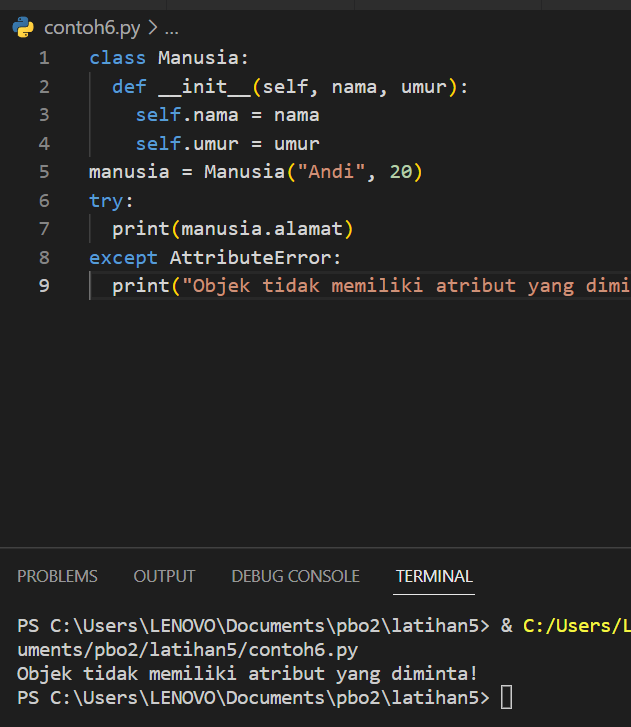 contoh6.py > ...
1 class Manusia:
2 def __init__(self, nama, umur):
3 self.nama = nama
4 self.umur = umur
5 manusia = Manusia("Andi", 20)
6 try:
7 print(manusia.alamat)
8 except AttributeError:
9 print("Objek tidak memiliki atribut yang dimi
PROBLEMS OUTPUT DEBUG CONSOLE TERMINAL
PS C:\Users\LENOVO\Documents\pbo2\latihan5> & C:/Users/L
uments/pbo2/latihan5/contoh6.py
Objek tidak memiliki atribut yang diminta!
PS C:\Users\LENOVO\Documents\pbo2\latihan5>